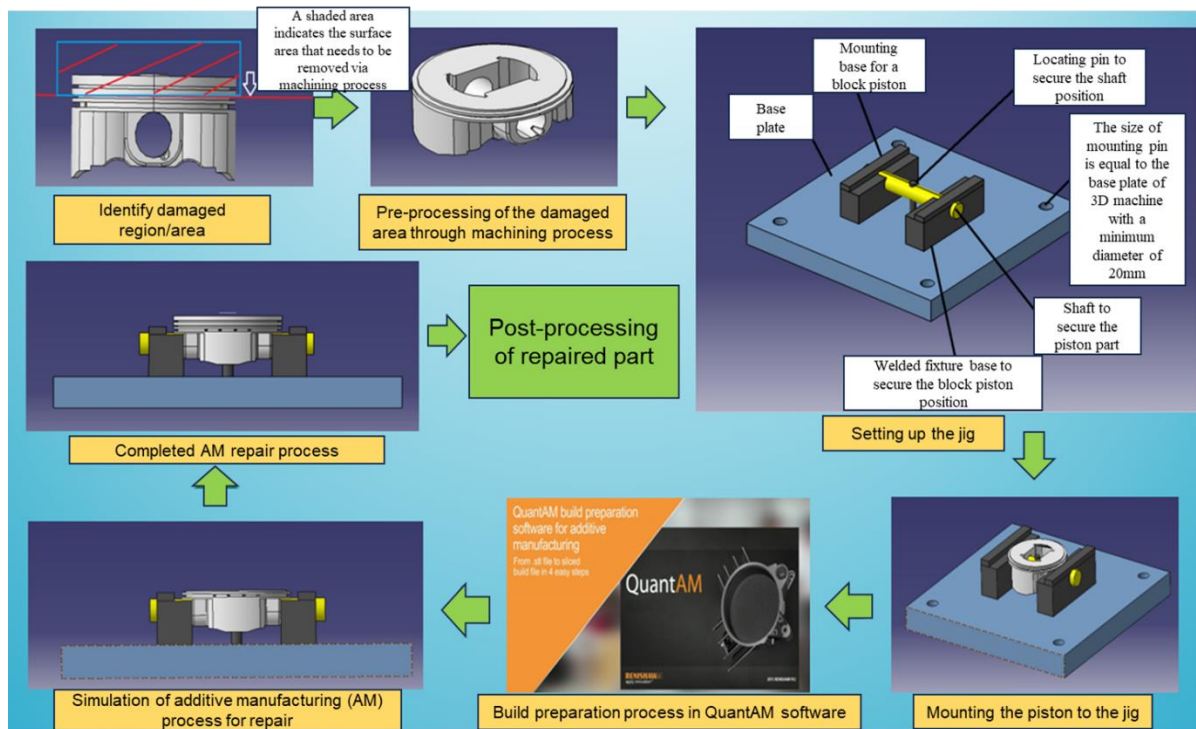 A shaded area
indicates the surface
area that needs to be
removed via
machining process
Identify damaged
region/area
Pre-processing of the damaged
area through machining process
Mounting
base for a
block piston
Locating pin to
secure the shaft
position
Base
plate
The size of
mounting pin
is equal to the
base plate of
3D machine
with a
minimum
diameter of
20mm
Shaft to
secure the
piston part
Welded fixture base to
secure the block piston
position
Setting up the jig
Mounting the piston to the jig
QuantAM build preparation
software for additive
manufacturing
From .stl file to sliced
build file in 4 easy steps
QuantAM
RENISHAW
apply innovation
Build preparation process in QuantAM software
Simulation of additive manufacturing (AM)
process for repair
Completed AM repair process
Post-processing
of repaired part